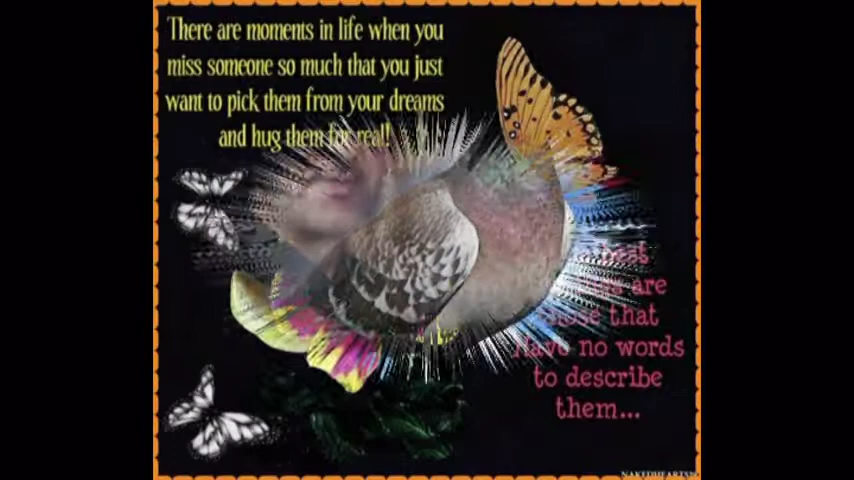 There are moments in life when you
miss someone so much that you just
want to pick them from your dreams
and hug them for real!
best
are
that
Have no words
to describe
them...